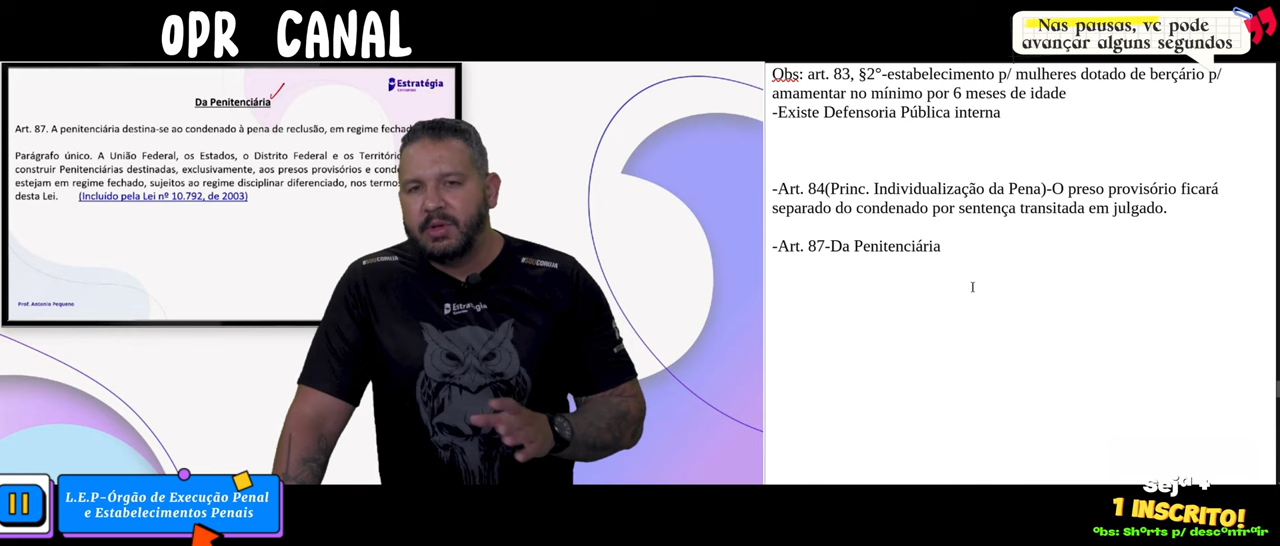 OPR CANAL
Nas pausas, vc pode
avançar alguns segundos
Estratégia
Concursos
Da Penitenciária
Art. 87. A penitenciária destina-se ao condenado à pena de reclusão, em regime
Parágrafo único. A União Federal, os Estados, o Distrito Federal e os
construir Penitenciárias destinadas, exclusivamente, aos presos provisórios e
estejam em regime fechado, sujeitos ao regime disciplinar diferenciado, nos
desta Lei. (Incluído pela Lei nº 10.792, de 2003)
Prof. Antonio Pequeno
#SOUCORUJA
Estratégia
Obs: art. 83, §2°-estabelecimento p/ mulheres dotado de berçário p/
amamentar no mínimo por 6 meses de idade
-Existe Defensoria Pública interna
-Art. 84(Princ. Individualização da Pena)-O preso provisório ficará
separado do condenado por sentença transitada em julgado.
-Art. 87-Da Penitenciária
L.E.P-Órgão de Execução Penal
e Estabelecimentos Penais
Seja +
1 INSCRITO!
Obs: Shorts p/ descontrair